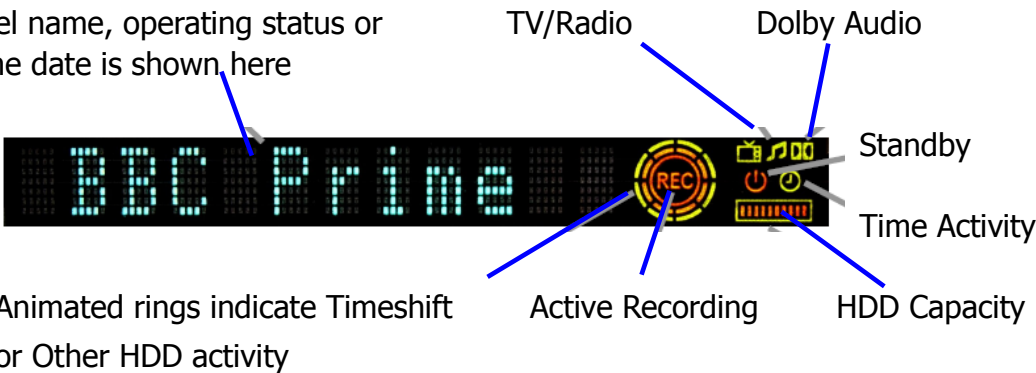 el name, operating status or
TV/Radio
Dolby Audio
e date is shown here
BBC Prime
REC
Standby
Time Activity
Animated rings indicate Timeshift
Active Recording
HDD Capacity
or Other HDD activity